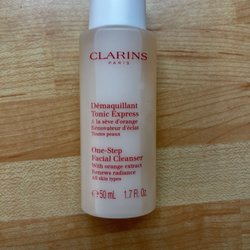 CLARINS
PARIS
Démaquillant
Tonic Express
A la sève d'orange
Rénovateur d'éclat
Toutes peaux
One-Step
Facial Cleanser
With orange extract
Renews radiance
All skin types
℮ 50 mL 1.7 Fl. Oz.